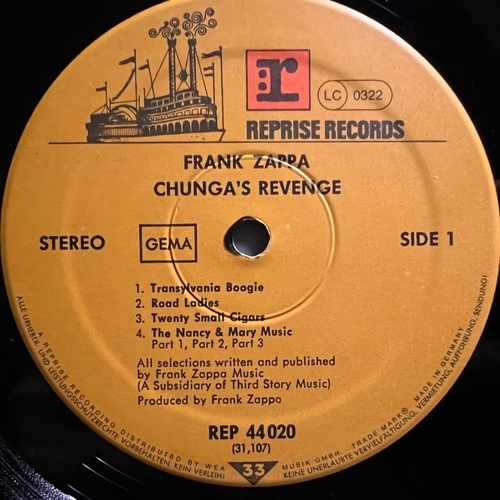 r
LC 0322
REPRISE RECORDS
FRANK ZAPPA
CHUNGA'S REVENGE
STEREO
GEMA
SIDE 1
1. Transylvania Boogie
2. Road Ladies
3. Twenty Small Cigars
4. The Nancy & Mary Music
Part 1, Part 2, Part 3
All selections written and published
by Frank Zappa Music
(A Subsidiary of Third Story Music)
Produced by Frank Zappa
REP 44 020
(31,107)
33
A REPRISE RECORDING DISTRIBUTED BY WEA MUSIK GMBH. TRADE MARK® MADE IN GERMANY
ALLE URHEBER- UND LEISTUNGSSCHUTZRECHTE VORBEHALTEN. KEIN VERLEIH! KEINE UNERLAUBTE VERVIELFÄLTIGUNG, VERMIETUNG, AUFFÜHRUNG, SENDUNG!